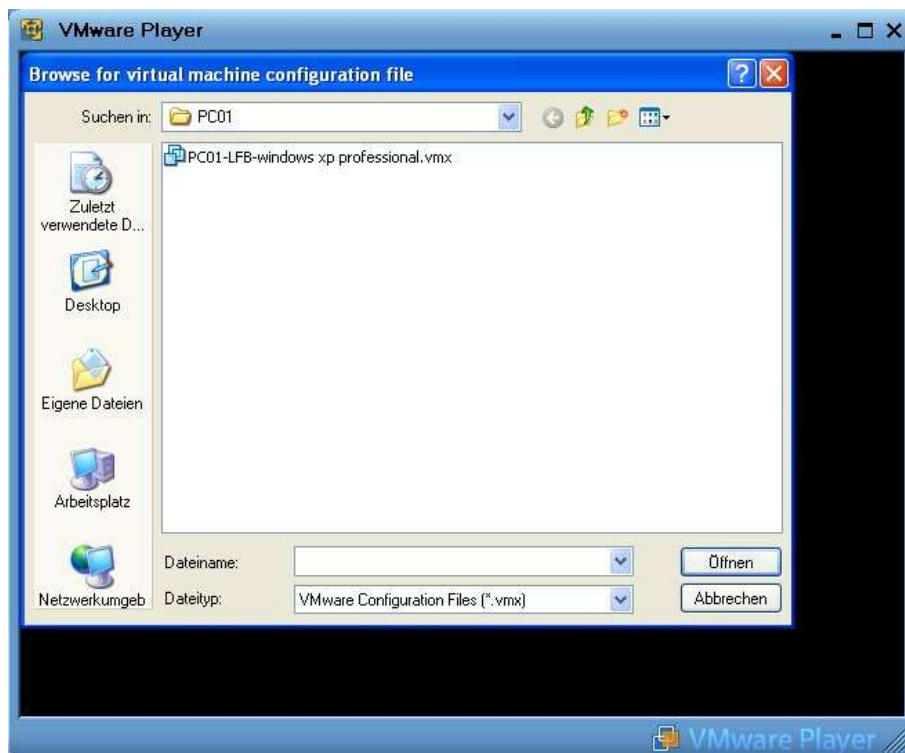 VMware Player
Browse for virtual machine configuration file
Suchen in:
PC01
PC01-LFB-windows xp professional.vmx
Zuletzt
verwendete D...
Desktop
Eigene Dateien
Arbeitsplatz
Netzwerkumgeb
Dateiname:
Öffnen
Dateityp:
VMware Configuration Files (*.vmx)
Abbrechen
VMware Player